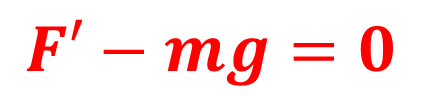 F′ − mg = 0